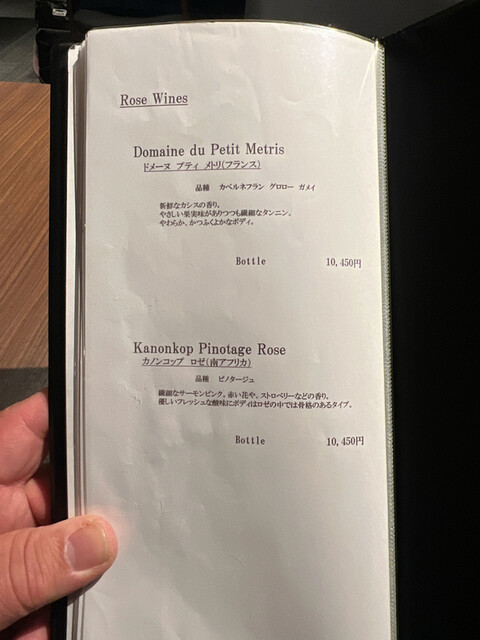 Rose Wines
Domaine du Petit Metris
ドメーヌ プティ メトリ(フランス)
品種 カベルネフラン グロロー ガメイ
新鮮なカシスの香り。
やさしい果実味がありつつも繊細なタンニン。
やわらか、かつふくよかなボディ。
Bottle 10,450円
Kanonkop Pinotage Rose
カノンコップ ロゼ(南アフリカ)
品種 ピノタージュ
繊細なサーモンピンク。赤い花や、ストロベリーなどの香り。
優しいフレッシュな酸味にボディはロゼの中では骨格のあるタイプ。
Bottle 10,450円